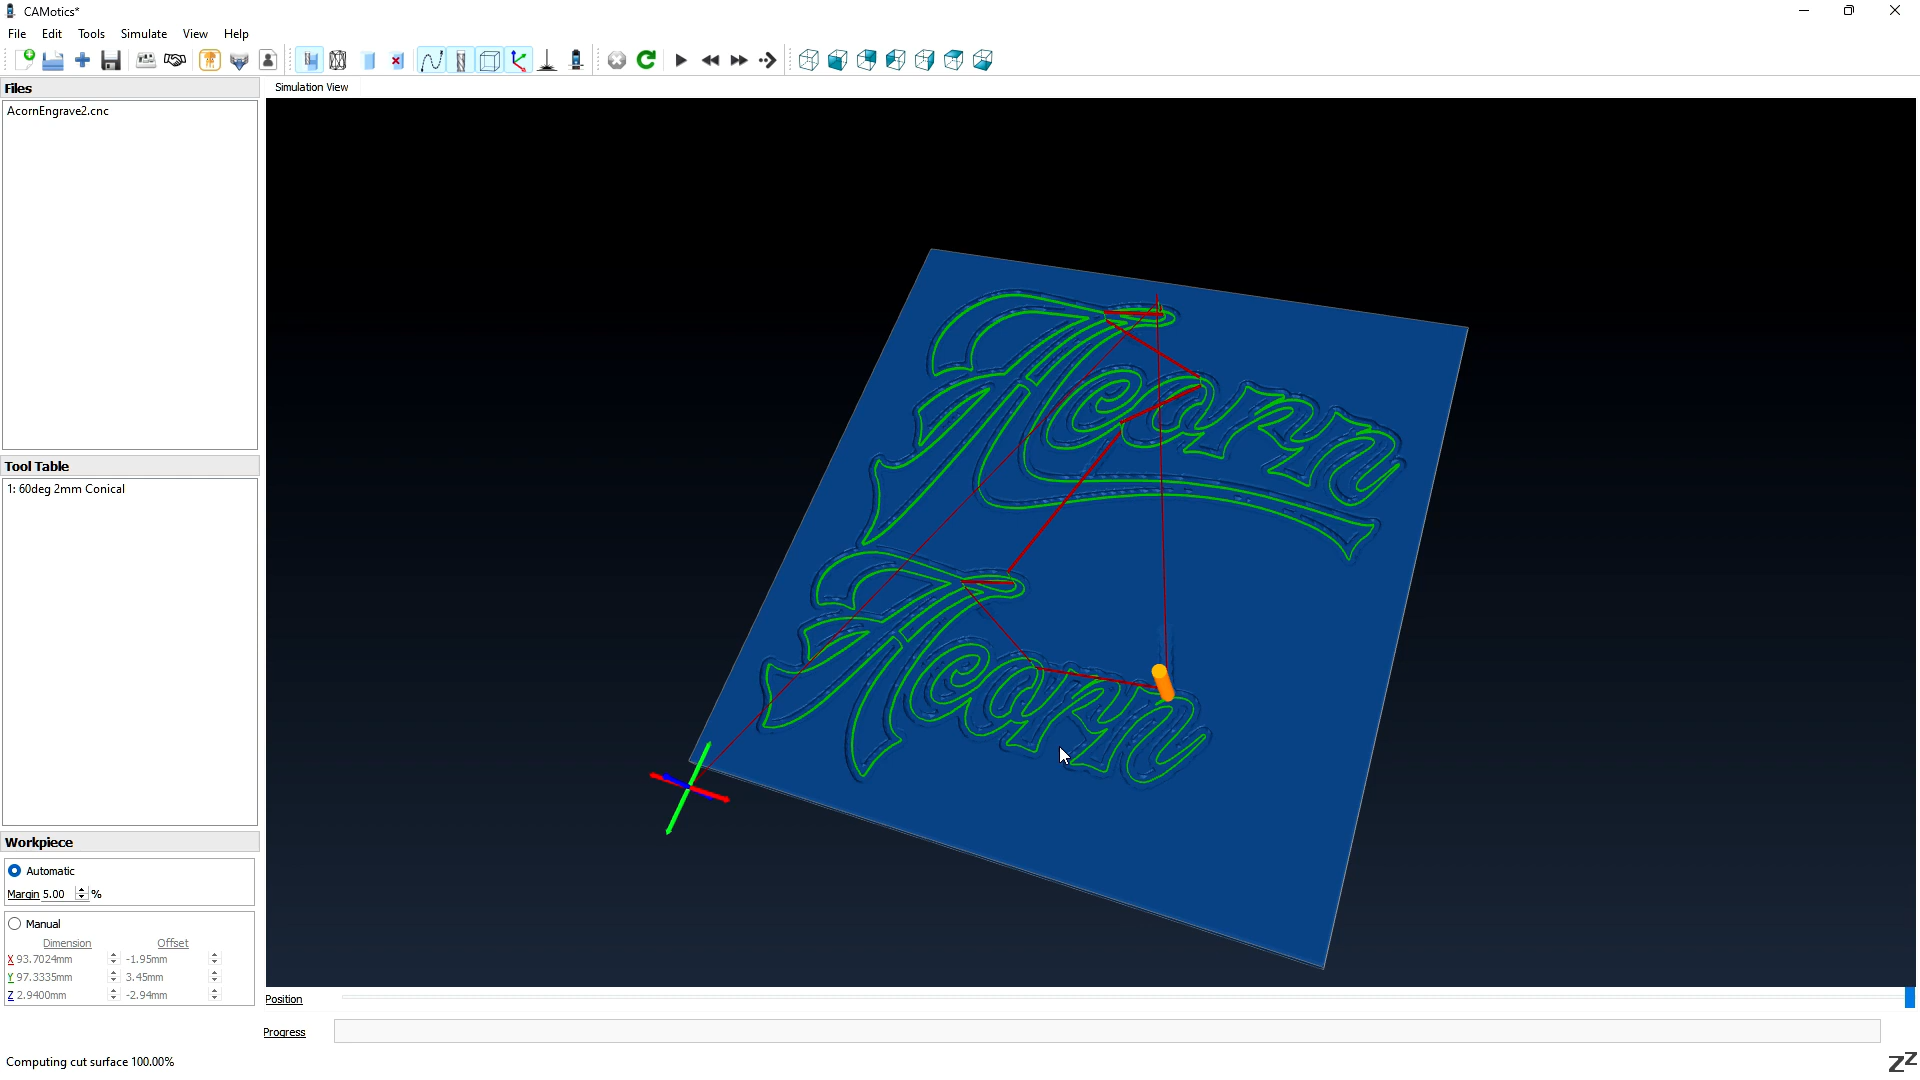 CAMotics*
File Edit Tools Simulate View Help
Files
Simulation View
AcornEngrave2.cnc
Tool Table
1: 60deg 2mm Conical
Acorn
Acorn
Workpiece
Automatic
Margin 5.00 %
Manual
Dimension Offset
X 93.7024mm -1.95mm
Y 97.3335mm 3.45mm
Z 2.9400mm -2.94mm
Position
Progress
Computing cut surface 100.00%
zZ